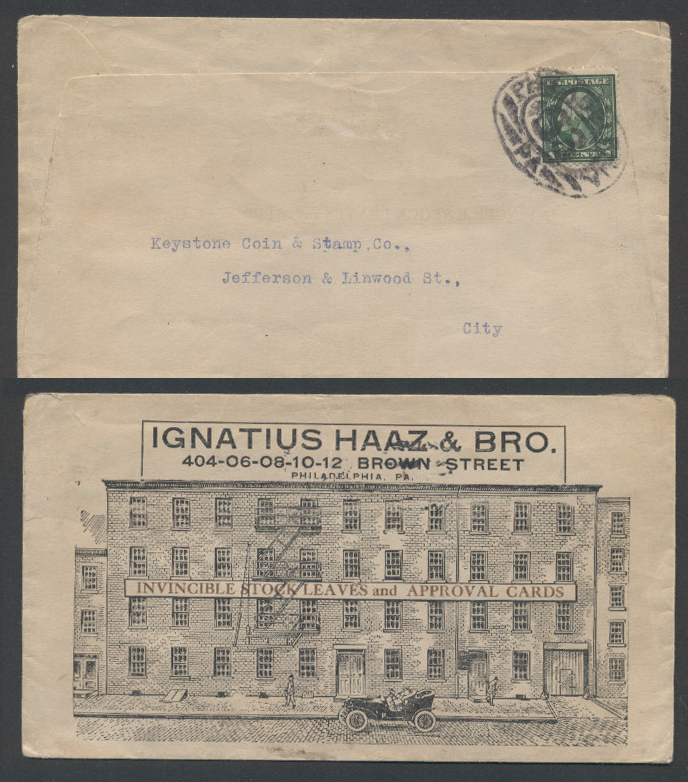 U.S. POSTAGE
Keystone Coin & Stamp Co.,
Jefferson & Linwood St.,
City
IGNATIUS HAAZ & BRO.
404-06-08-10-12 BROWN STREET
PHILADELPHIA, PA.
INVINCIBLE STOCK LEAVES and APPROVAL CARDS